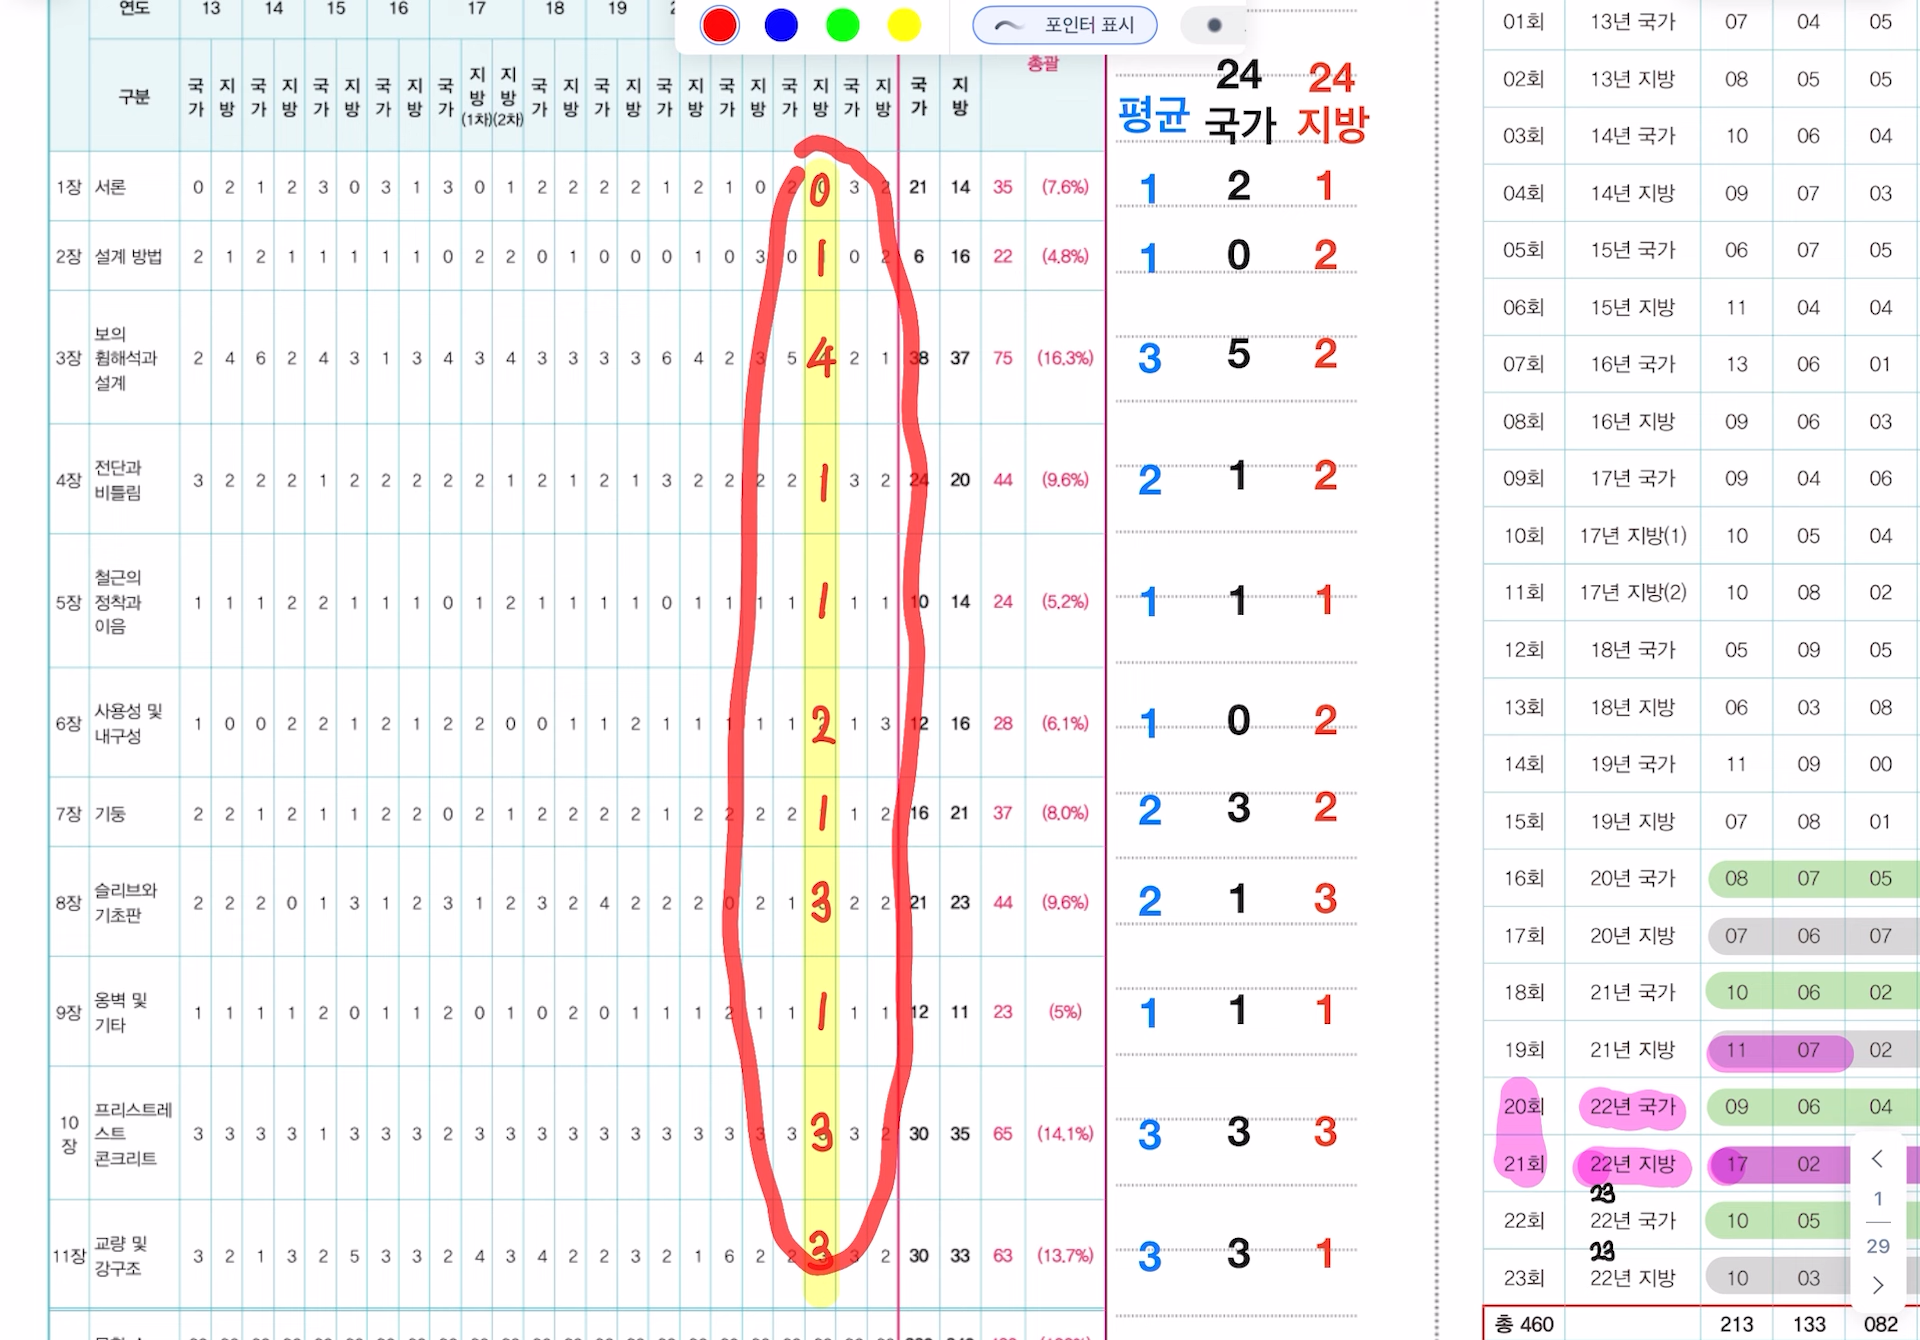 연도 13 14 15 16 17 18 19
포인터 표시
구분 국가 지방 국가 지방 국가 지방 국가 지방 국가 지방(1차) 지방(2차) 국가 지방 국가 지방 국가 지방 국가 지방 국가 지방 국가 지방 국가 지방 총괄
평균 24 국가 24 지방
1장 서론 0 2 1 2 3 0 3 1 3 0 1 2 2 2 2 1 2 1 0 2 0 3 2 21 14 35 (7.6%) 1 2 1
2장 설계 방법 2 1 2 1 1 1 1 1 0 2 2 0 1 0 0 0 1 0 3 0 1 0 2 6 16 22 (4.8%) 1 0 2
3장 보의 휨해석과 설계 2 4 6 2 4 3 1 3 4 3 4 3 3 3 3 6 4 2 3 5 4 2 1 38 37 75 (16.3%) 3 5 2
4장 전단과 비틀림 3 2 2 2 1 2 2 2 2 2 1 2 1 2 1 3 2 2 2 2 1 3 2 24 20 44 (9.6%) 2 1 2
5장 철근의 정착과 이음 1 1 1 2 2 1 1 1 0 1 2 1 1 1 1 0 1 1 1 1 1 1 1 10 14 24 (5.2%) 1 1 1
6장 사용성 및 내구성 1 0 0 2 2 1 2 1 2 2 0 0 1 1 2 1 1 1 1 1 2 1 3 12 16 28 (6.1%) 1 0 2
7장 기둥 2 2 1 2 1 1 2 2 0 2 1 2 2 2 2 1 2 2 2 2 1 1 2 16 21 37 (8.0%) 2 3 2
8장 슬리브와 기초판 2 2 2 0 1 3 1 2 3 1 2 3 2 4 2 2 2 0 2 1 3 2 2 21 23 44 (9.6%) 2 1 3
9장 옹벽 및 기타 1 1 1 1 2 0 1 1 2 0 1 0 2 0 1 1 1 2 1 1 1 1 1 12 11 23 (5%) 1 1 1
10장 프리스트레스트 콘크리트 3 3 3 3 1 3 3 3 2 3 3 3 3 3 3 3 3 3 3 3 3 3 2 30 35 65 (14.1%) 3 3 3
11장 교량 및 강구조 3 2 1 3 2 5 3 3 2 4 3 4 2 2 3 2 1 6 2 2 3 3 2 30 33 63 (13.7%) 3 3 1
01회 13년 국가 07 04 05
02회 13년 지방 08 05 05
03회 14년 국가 10 06 04
04회 14년 지방 09 07 03
05회 15년 국가 06 07 05
06회 15년 지방 11 04 04
07회 16년 국가 13 06 01
08회 16년 지방 09 06 03
09회 17년 국가 09 04 06
10회 17년 지방(1) 10 05 04
11회 17년 지방(2) 10 08 02
12회 18년 국가 05 09 05
13회 18년 지방 06 03 08
14회 19년 국가 11 09 00
15회 19년 지방 07 08 01
16회 20년 국가 08 07 05
17회 20년 지방 07 06 07
18회 21년 국가 10 06 02
19회 21년 지방 11 07 02
20회 22년 국가 09 06 04
21회 22년 지방 17 02
23
22회 22년 국가 10 05
23
23회 22년 지방 10 03
총 460 213 133 082
1
29